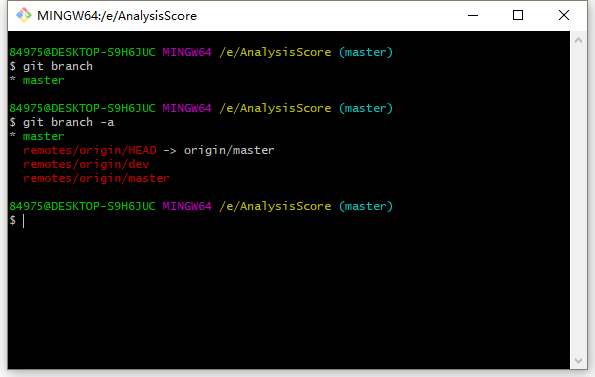 MINGW64:/e/AnalysisScore
84975@DESKTOP-S9H6JUC MINGW64 /e/AnalysisScore (master)
$ git branch
* master
84975@DESKTOP-S9H6JUC MINGW64 /e/AnalysisScore (master)
$ git branch -a
* master
remotes/origin/HEAD -> origin/master
remotes/origin/dev
remotes/origin/master
84975@DESKTOP-S9H6JUC MINGW64 /e/AnalysisScore (master)
$